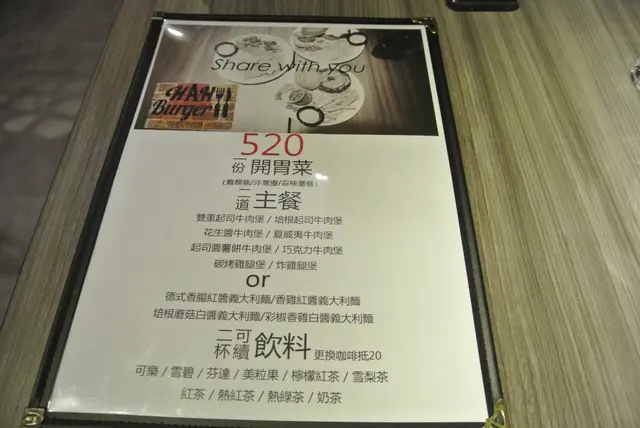 Share with you
HAH
Burger
520
一份 開胃菜
(雞柳條/洋蔥圈/蒜味薯條)
二道 主餐
雙重起司牛肉堡 / 培根起司牛肉堡
花生醬牛肉堡 / 夏威夷牛肉堡
起司醬薯餅牛肉堡 / 巧克力牛肉堡
碳烤雞腿堡 / 炸雞腿堡
or
德式香腸紅醬義大利麵/香雞紅醬義大利麵
培根蘑菇白醬義大利麵/彩椒香雞白醬義大利麵
二杯可續 飲料 更換咖啡抵20
可樂 / 雪碧 / 芬達 / 美粒果 / 檸檬紅茶 / 雪梨茶
紅茶 / 熱紅茶 / 熱綠茶 / 奶茶